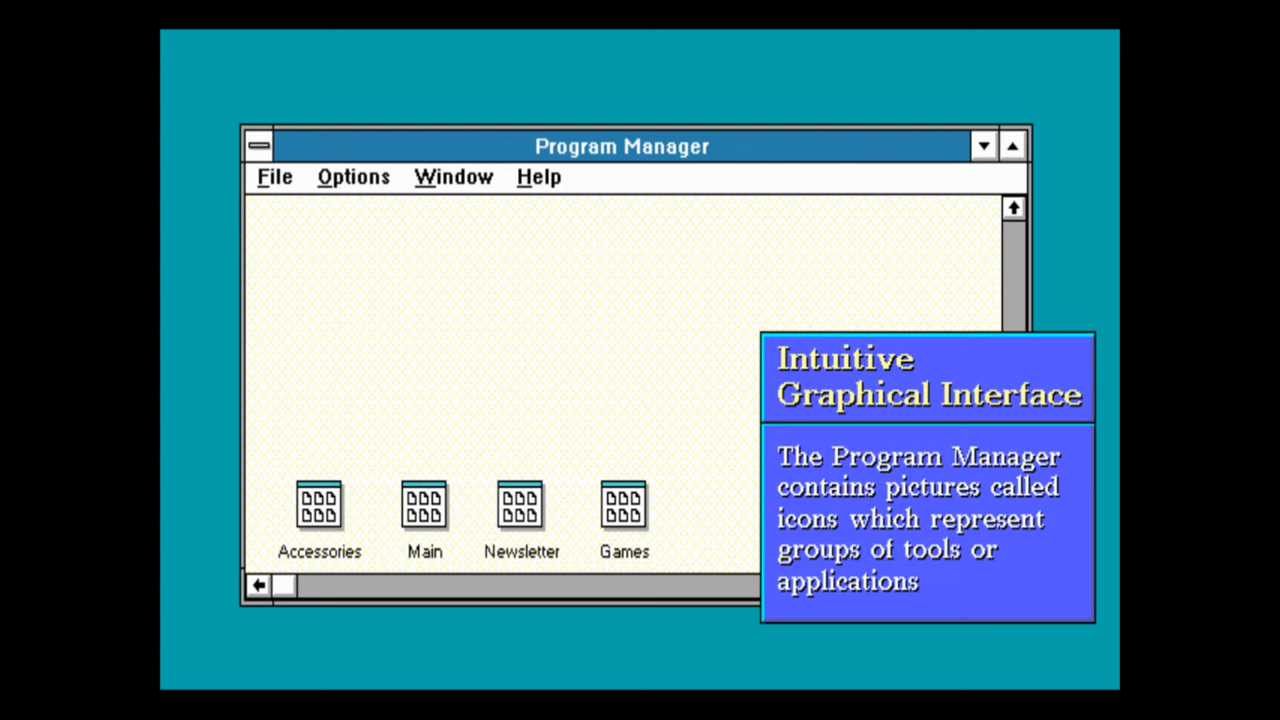 Program Manager
File Options Window Help
Intuitive
Graphical Interface
The Program Manager
contains pictures called
icons which represent
groups of tools or
applications
Accessories Main Newsletter Games